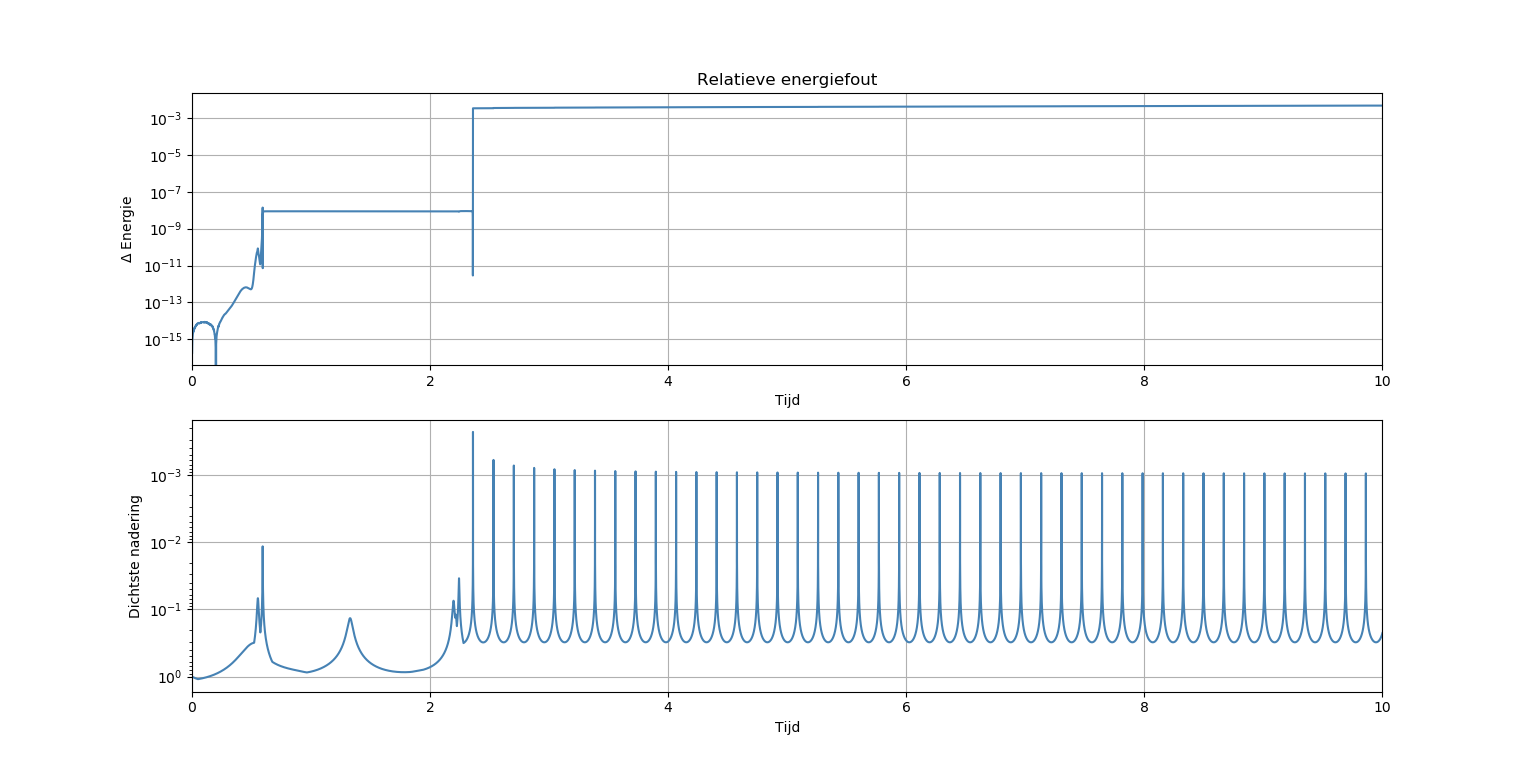 Relatieve energiefout
Δ Energie
10⁻³
10⁻⁵
10⁻⁷
10⁻⁹
10⁻¹¹
10⁻¹³
10⁻¹⁵
0 2 4 6 8 10
Tijd
Dichtste nadering
10⁻³
10⁻²
10⁻¹
10⁰
0 2 4 6 8 10
Tijd